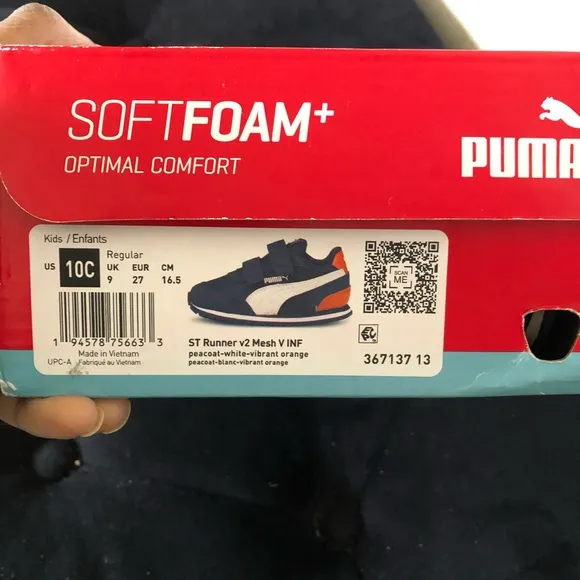 SOFTFOAM+
OPTIMAL COMFORT
PUMA
Kids / Enfants
Regular
US 10C UK 9 EUR 27 CM 16.5
PUMA
SCAN ME
1 94578 75663 3
Made in Vietnam
UPC-A Fabriqué au Vietnam
ST Runner v2 Mesh V INF
peacoat-white-vibrant orange
peacoat-blanc-vibrant orange
367137 13